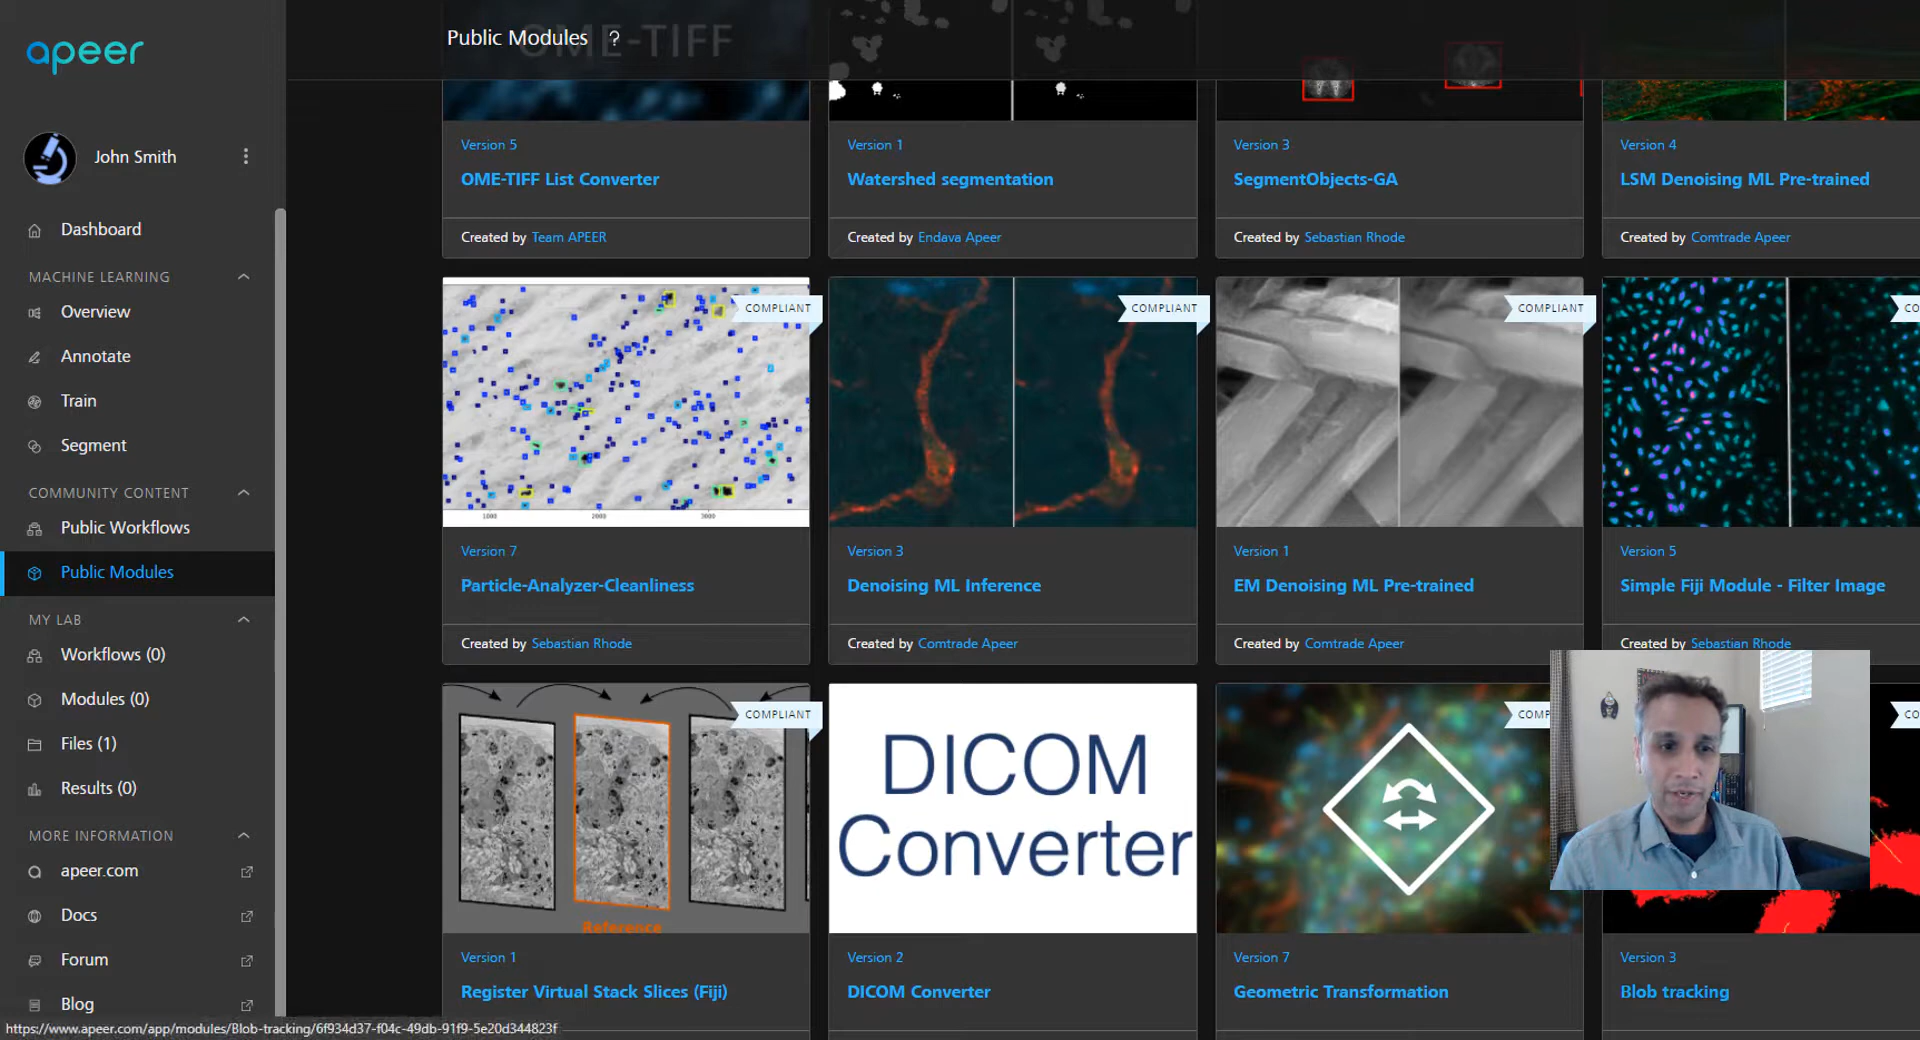 apeer
John Smith
Dashboard
MACHINE LEARNING
Overview
Annotate
Train
Segment
COMMUNITY CONTENT
Public Workflows
Public Modules
MY LAB
Workflows (0)
Modules (0)
Files (1)
Results (0)
MORE INFORMATION
apeer.com
Docs
Forum
Blog
https://www.apeer.com/app/modules/Blob-tracking/6f934d37-f04c-49db-91f9-5e20d344823f
Public Modules ?
OME-TIFF
Version 5
OME-TIFF List Converter
Created by Team APEER
Version 1
Watershed segmentation
Created by Endava Apeer
Version 3
SegmentObjects-GA
Created by Sebastian Rhode
Version 4
LSM Denoising ML Pre-trained
Created by Comtrade Apeer
COMPLIANT
1000 2000 3000
Version 7
Particle-Analyzer-Cleanliness
Created by Sebastian Rhode
COMPLIANT
Version 3
Denoising ML Inference
Created by Comtrade Apeer
COMPLIANT
Version 1
EM Denoising ML Pre-trained
Created by Comtrade Apeer
CO
Version 5
Simple Fiji Module - Filter Image
Created by Sebastian Rhode
COMPLIANT
Reference
Version 1
Register Virtual Stack Slices (Fiji)
DICOM
Converter
Version 2
DICOM Converter
COMP
Version 7
Geometric Transformation
CO
Version 3
Blob tracking